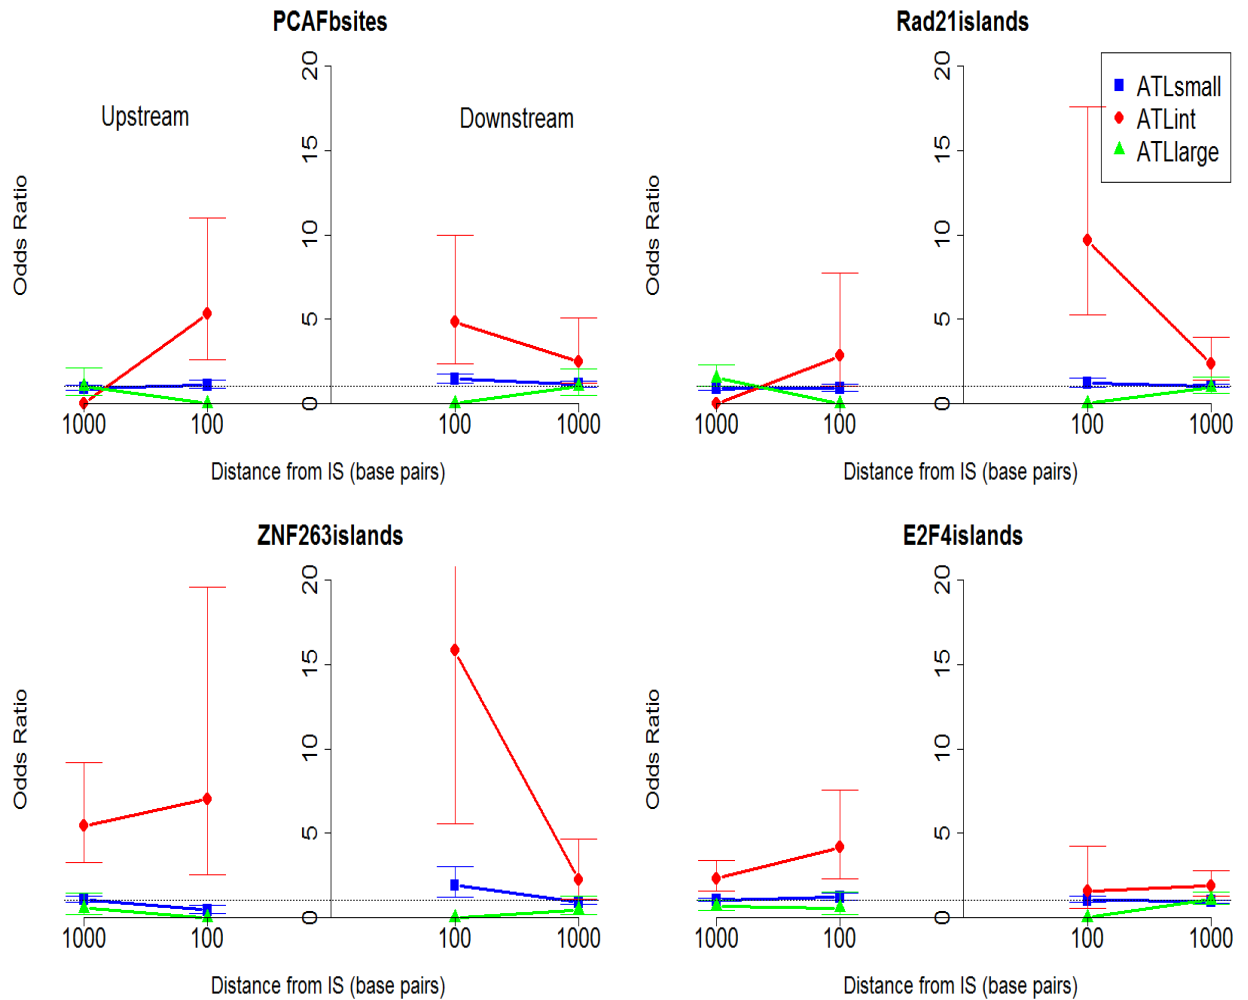 PCAFbsites
Upstream
Downstream
Odds Ratio
0 5 10 15 20
1000 100 100 1000
Distance from IS (base pairs)
Rad21islands
ATLsmall
ATLint
ATLlarge
Odds Ratio
0 5 10 15 20
1000 100 100 1000
Distance from IS (base pairs)
ZNF263islands
Odds Ratio
0 5 10 15 20
1000 100 100 1000
Distance from IS (base pairs)
E2F4islands
Odds Ratio
0 5 10 15 20
1000 100 100 1000
Distance from IS (base pairs)